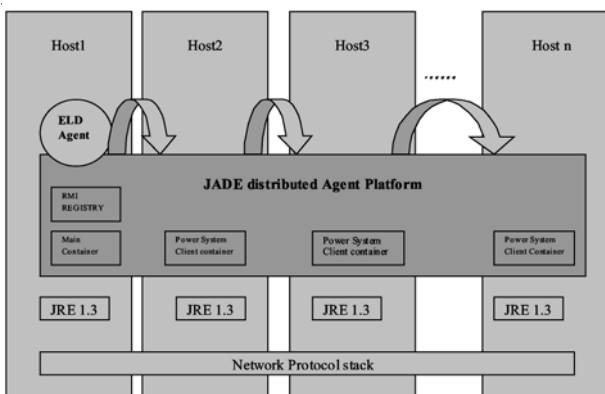 Host1
Host2
Host3
......
Host n
ELD
Agent
JADE distributed Agent Platform
RMI
REGISTRY
Main
Container
Power System
Client container
Power System
Client container
Power System
Client Container
JRE 1.3
JRE 1.3
JRE 1.3
JRE 1.3
Network Protocol stack